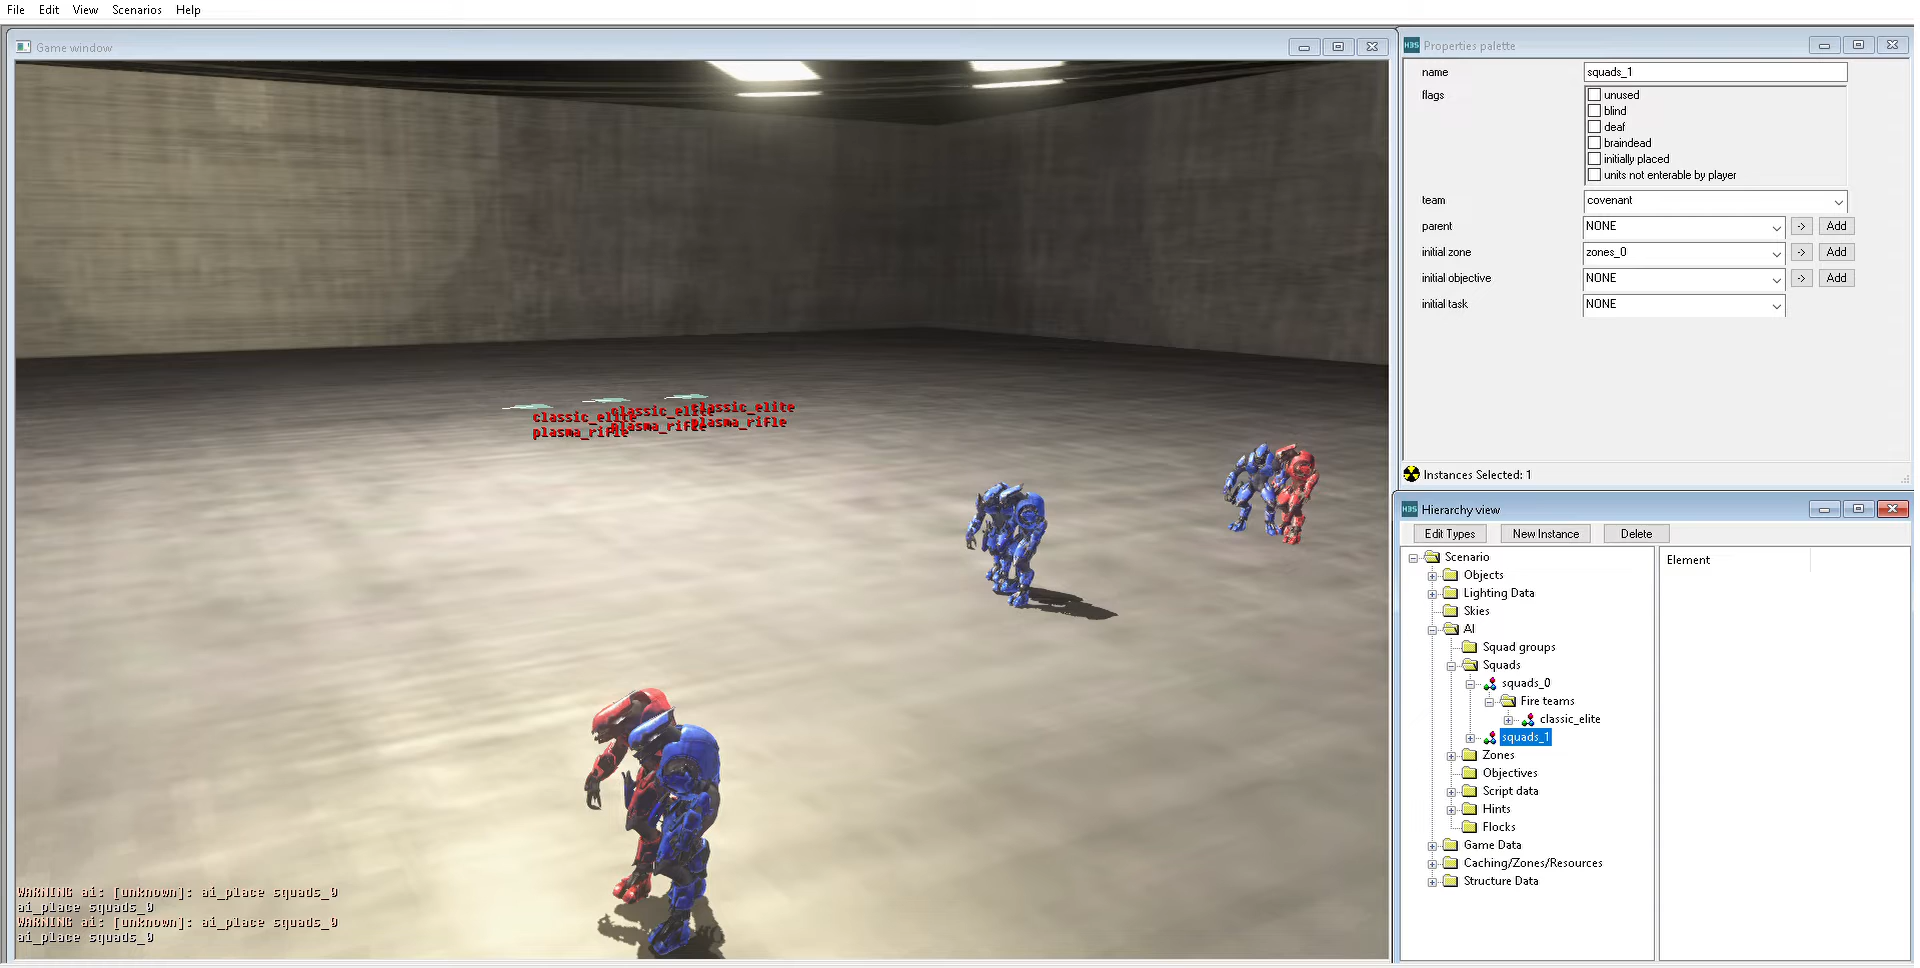 File Edit View Scenarios Help
Game window
classic_elite classic_elite classic_elite
plasma_rifle plasma_rifle plasma_rifle
WARNING ai: [unknown]: ai_place squads_0
ai_place squads_0
WARNING ai: [unknown]: ai_place squads_0
ai_place squads_0
H3S Properties palette
name squads_1
flags unused
blind
deaf
braindead
initially placed
units not enterable by player
team covenant
parent NONE -> Add
initial zone zones_0 -> Add
initial objective NONE -> Add
initial task NONE
Instances Selected: 1
H3S Hierarchy view
Edit Types New Instance Delete
Scenario
Objects
Lighting Data
Skies
AI
Squad groups
Squads
squads_0
Fire teams
classic_elite
squads_1
Zones
Objectives
Script data
Hints
Flocks
Game Data
Caching/Zones/Resources
Structure Data
Element